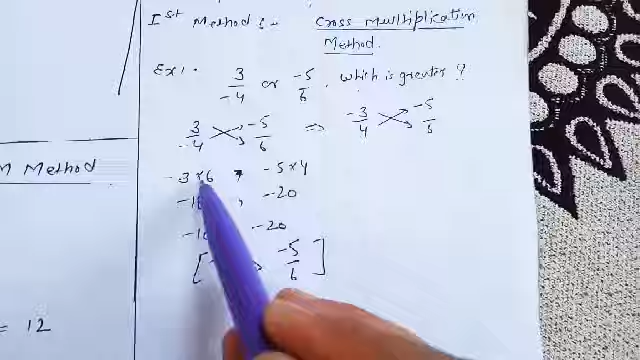 Ist Method :- Cross Multiplication
Method.
Ex1. 3/-4 or -5/6 , which is greater ?
3/-4 -5/6 ⇒ -3/4 -5/6
-3×6 , -5×4
-18 , -20
-20
M Method
[ > -5/6 ]
= 12